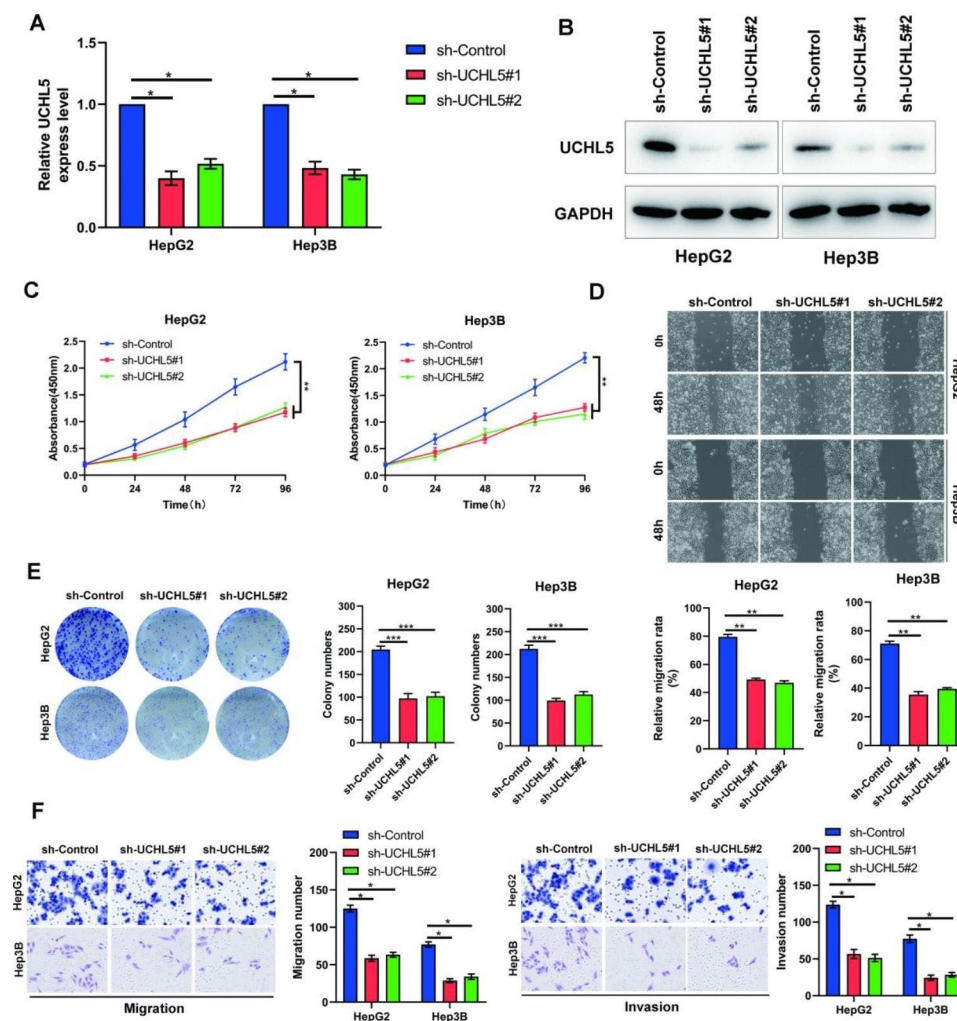 A
Relative UCHL5
express level
1.5
1.0
0.5
0.0
*
*
*
*
HepG2
Hep3B
sh-Control
sh-UCHL5#1
sh-UCHL5#2
B
sh-Control
sh-UCHL5#1
sh-UCHL5#2
sh-Control
sh-UCHL5#1
sh-UCHL5#2
UCHL5
GAPDH
HepG2
Hep3B
C
HepG2
Absorbance(450nm)
2.5
2.0
1.5
1.0
0.5
0.0
sh-Control
sh-UCHL5#1
sh-UCHL5#2
**
0
24
48
72
96
Time(h)
Hep3B
Absorbance(450nm)
2.5
2.0
1.5
1.0
0.5
0.0
sh-Control
sh-UCHL5#1
sh-UCHL5#2
**
0
24
48
72
96
Time(h)
D
sh-Control
sh-UCHL5#1
sh-UCHL5#2
0h
48h
0h
48h
HepG2
Relative migration rata
(%)
100
80
60
40
20
0
**
**
sh-Control
sh-UCHL5#1
sh-UCHL5#2
Hep3B
Relative migration rata
(%)
80
60
40
20
0
**
**
sh-Control
sh-UCHL5#1
sh-UCHL5#2
E
sh-Control
sh-UCHL5#1
sh-UCHL5#2
HepG2
Hep3B
HepG2
Colony numbers
300
250
200
150
100
50
0
***
***
sh-Control
sh-UCHL5#1
sh-UCHL5#2
Hep3B
Colony numbers
300
250
200
150
100
50
0
***
***
sh-Control
sh-UCHL5#1
sh-UCHL5#2
F
sh-Control
sh-UCHL5#1
sh-UCHL5#2
HepG2
Hep3B
Migration
sh-Control
sh-UCHL5#1
sh-UCHL5#2
Migration number
200
150
100
50
0
*
*
*
*
HepG2
Hep3B
sh-Control
sh-UCHL5#1
sh-UCHL5#2
HepG2
Hep3B
Invasion
sh-Control
sh-UCHL5#1
sh-UCHL5#2
Invasion number
200
150
100
50
0
*
*
*
*
HepG2
Hep3B